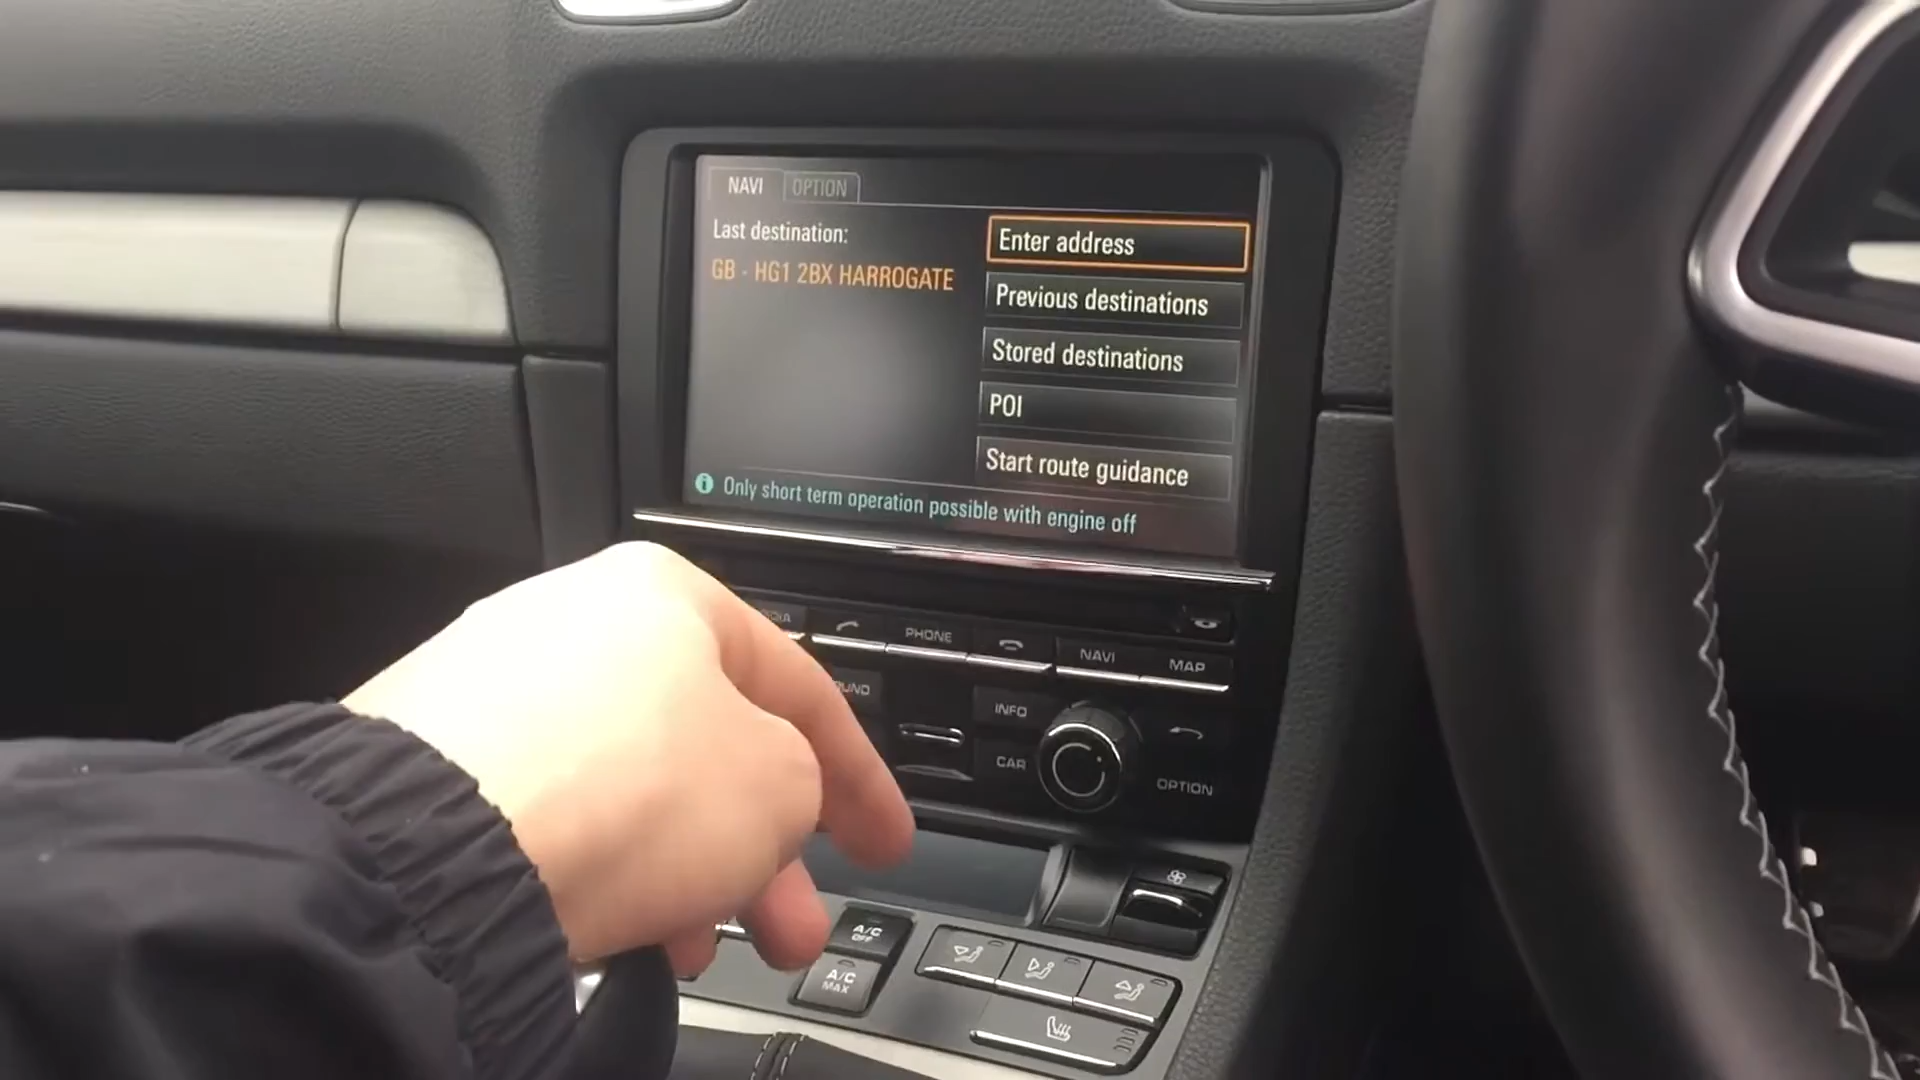 NAVI OPTION
Last destination:
GB - HG1 2BX HARROGATE
Enter address
Previous destinations
Stored destinations
POI
Start route guidance
Only short term operation possible with engine off
PHONE
NAVI
MAP
INFO
CAR
OPTION
A/C
OFF
A/C
MAX